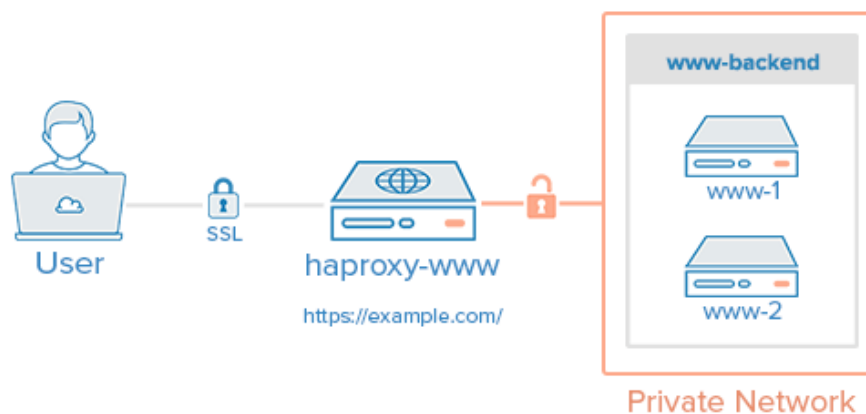 www-backend
www-1
SSL
User
haproxy-www
www-2
https://example.com/
Private Network